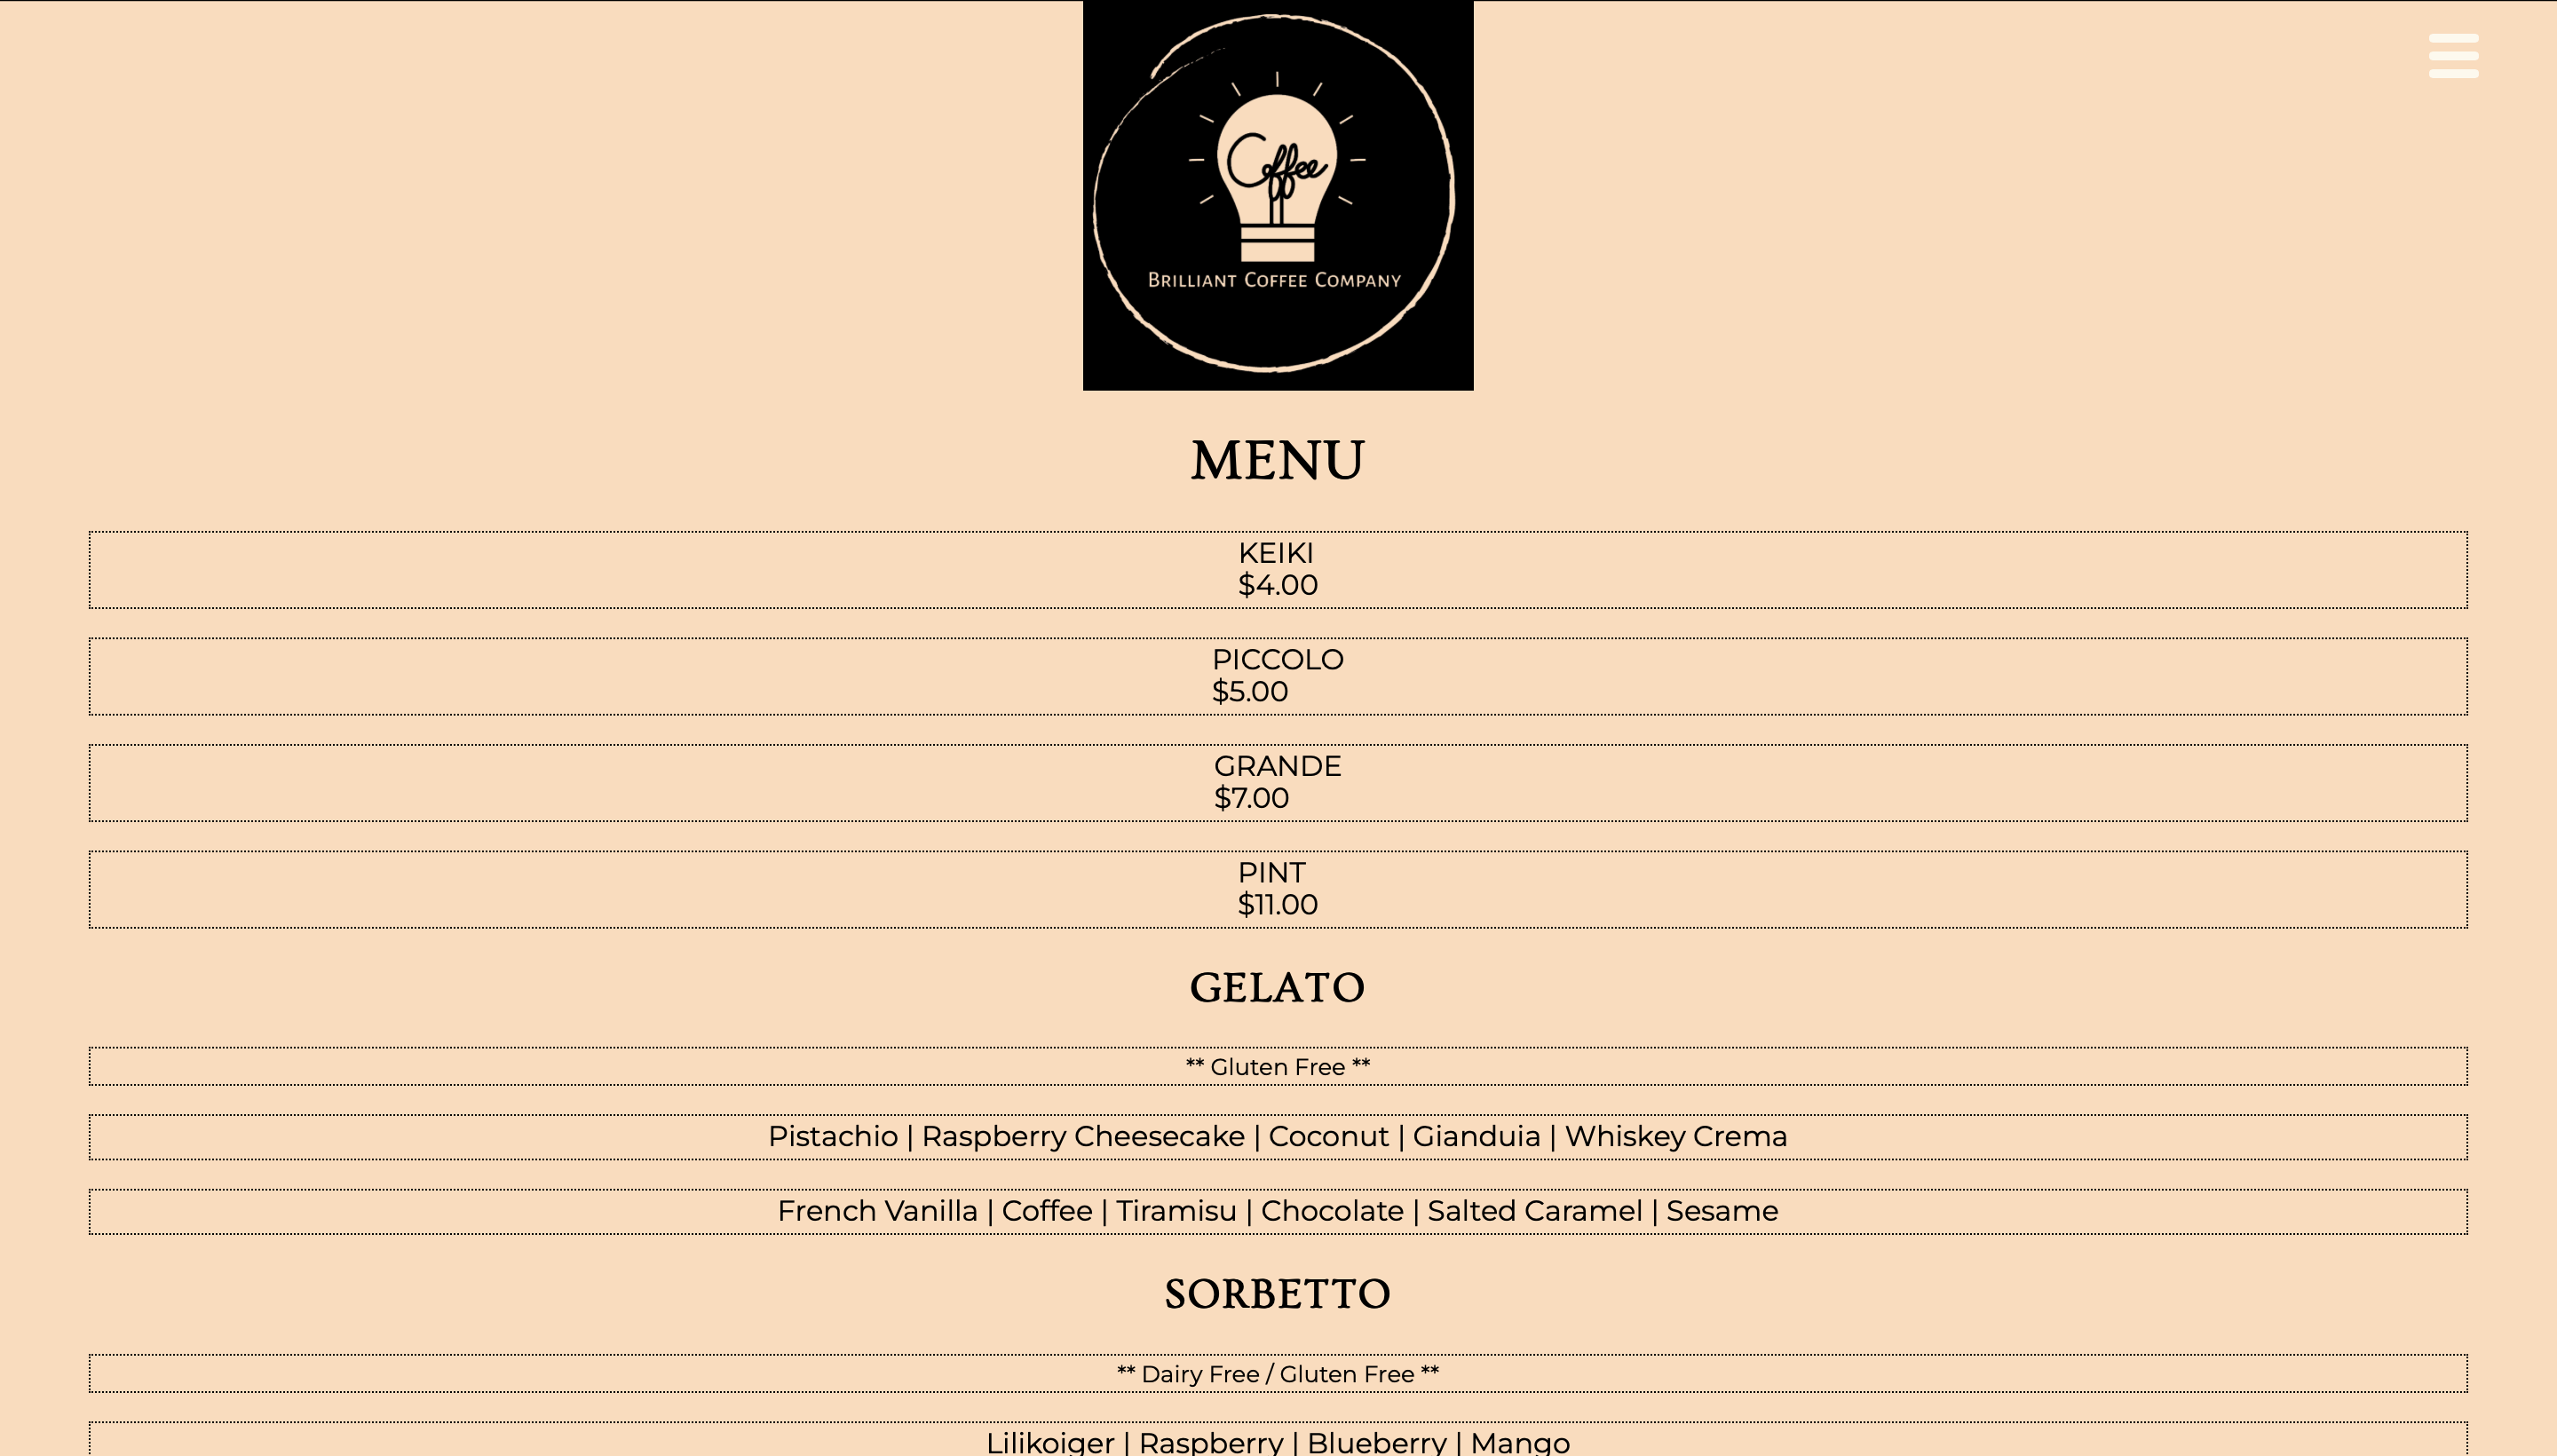 Coffee
BRILLIANT COFFEE COMPANY
MENU
KEIKI
$4.00
PICCOLO
$5.00
GRANDE
$7.00
PINT
$11.00
GELATO
** Gluten Free **
Pistachio | Raspberry Cheesecake | Coconut | Gianduia | Whiskey Crema
French Vanilla | Coffee | Tiramisu | Chocolate | Salted Caramel | Sesame
SORBETTO
** Dairy Free / Gluten Free **
Lilikoiger | Raspberry | Blueberry | Mango